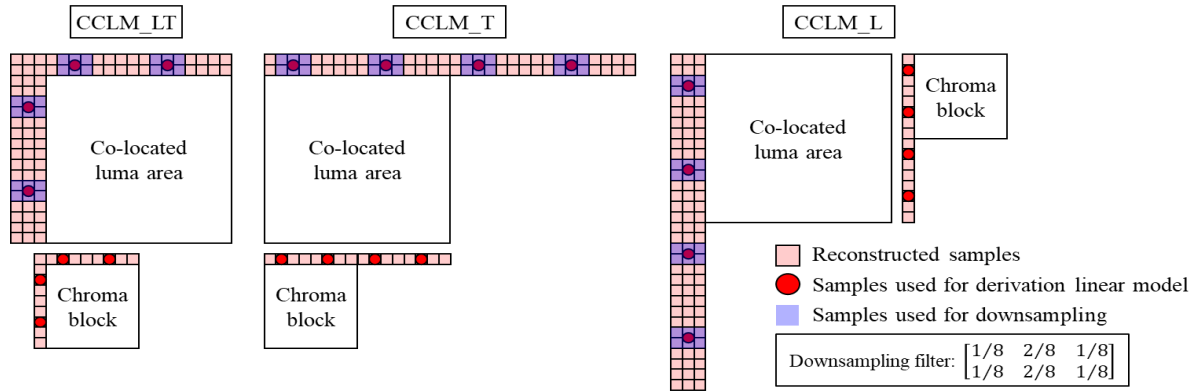 CCLM_LT
CCLM_T
CCLM_L
Co-located
luma area
Co-located
luma area
Co-located
luma area
Chroma
block
Chroma
block
Chroma
block
Reconstructed samples
Samples used for derivation linear model
Samples used for downsampling
Downsampling filter: [1/8 2/8 1/8
1/8 2/8 1/8]